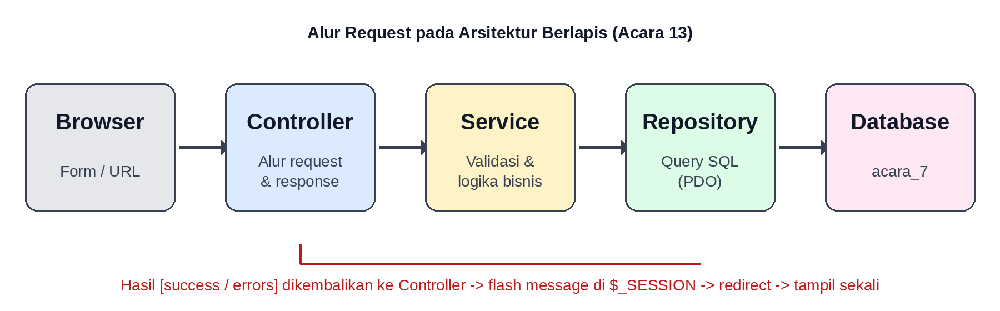 Alur Request pada Arsitektur Berlapis (Acara 13)
Browser
Form / URL
Controller
Alur request
& response
Service
Validasi &
logika bisnis
Repository
Query SQL
(PDO)
Database
acara_7
Hasil [success / errors] dikembalikan ke Controller -> flash message di $_SESSION -> redirect -> tampil sekali